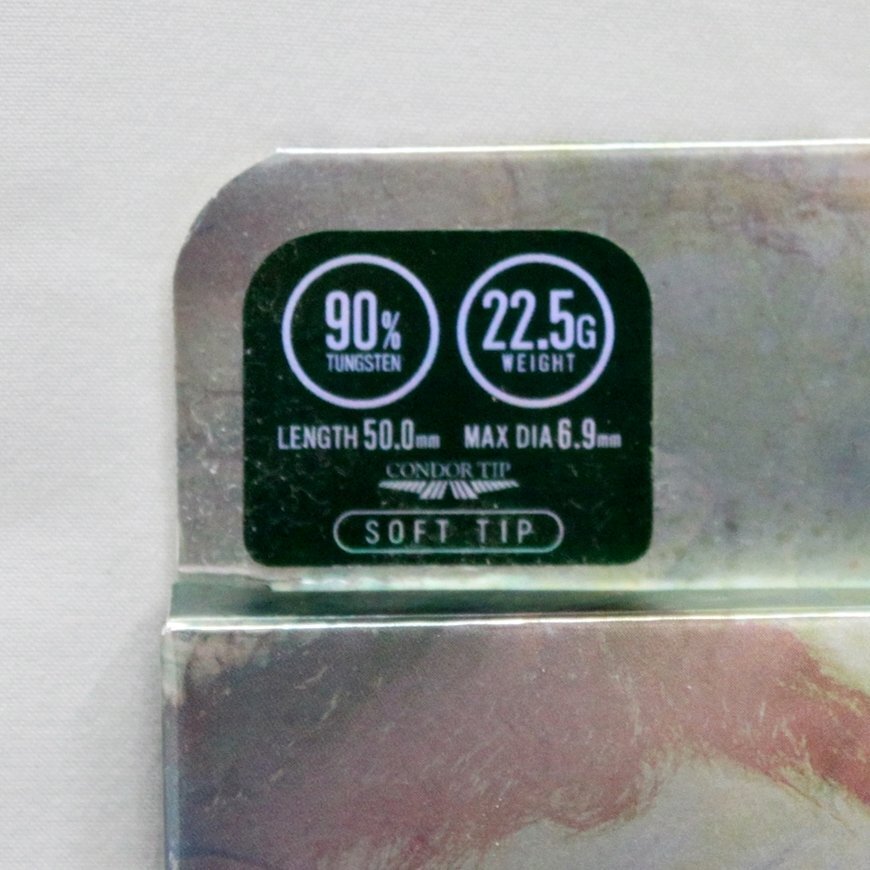 90%
TUNGSTEN
22.5G
WEIGHT
LENGTH 50.0mm MAX DIA 6.9mm
CONDOR TIP
SOFT TIP